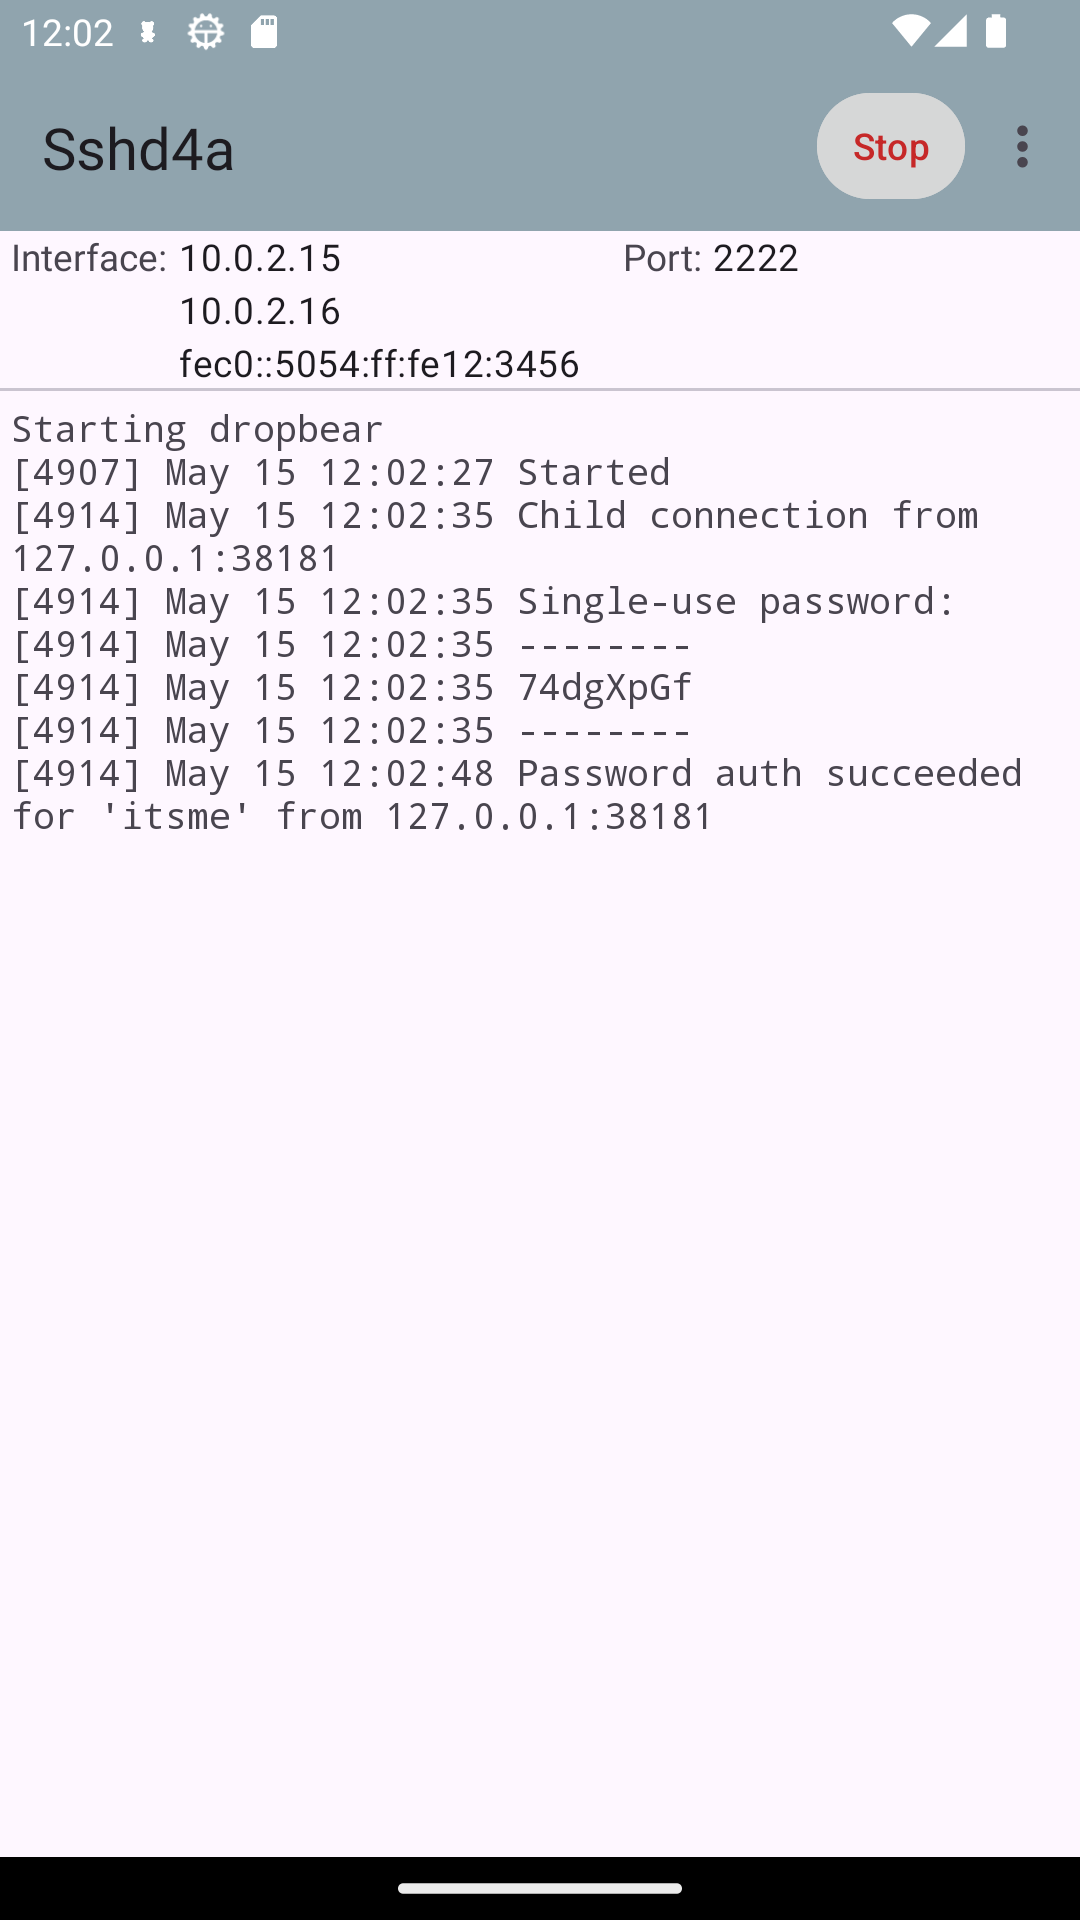 12:02
Sshd4a
Stop
Interface: 10.0.2.15 Port: 2222
10.0.2.16
fec0::5054:ff:fe12:3456
Starting dropbear
[4907] May 15 12:02:27 Started
[4914] May 15 12:02:35 Child connection from
127.0.0.1:38181
[4914] May 15 12:02:35 Single-use password:
[4914] May 15 12:02:35 --------
[4914] May 15 12:02:35 74dgXpGf
[4914] May 15 12:02:35 --------
[4914] May 15 12:02:48 Password auth succeeded
for 'itsme' from 127.0.0.1:38181